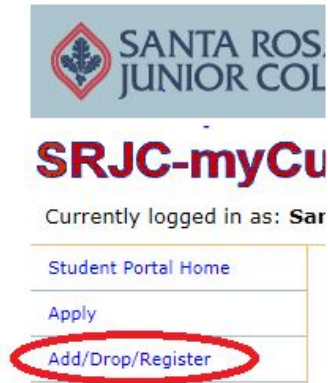 SANTA ROS
JUNIOR COL
SRJC-myCu
Currently logged in as: Sar
Student Portal Home
Apply
Add/Drop/Register